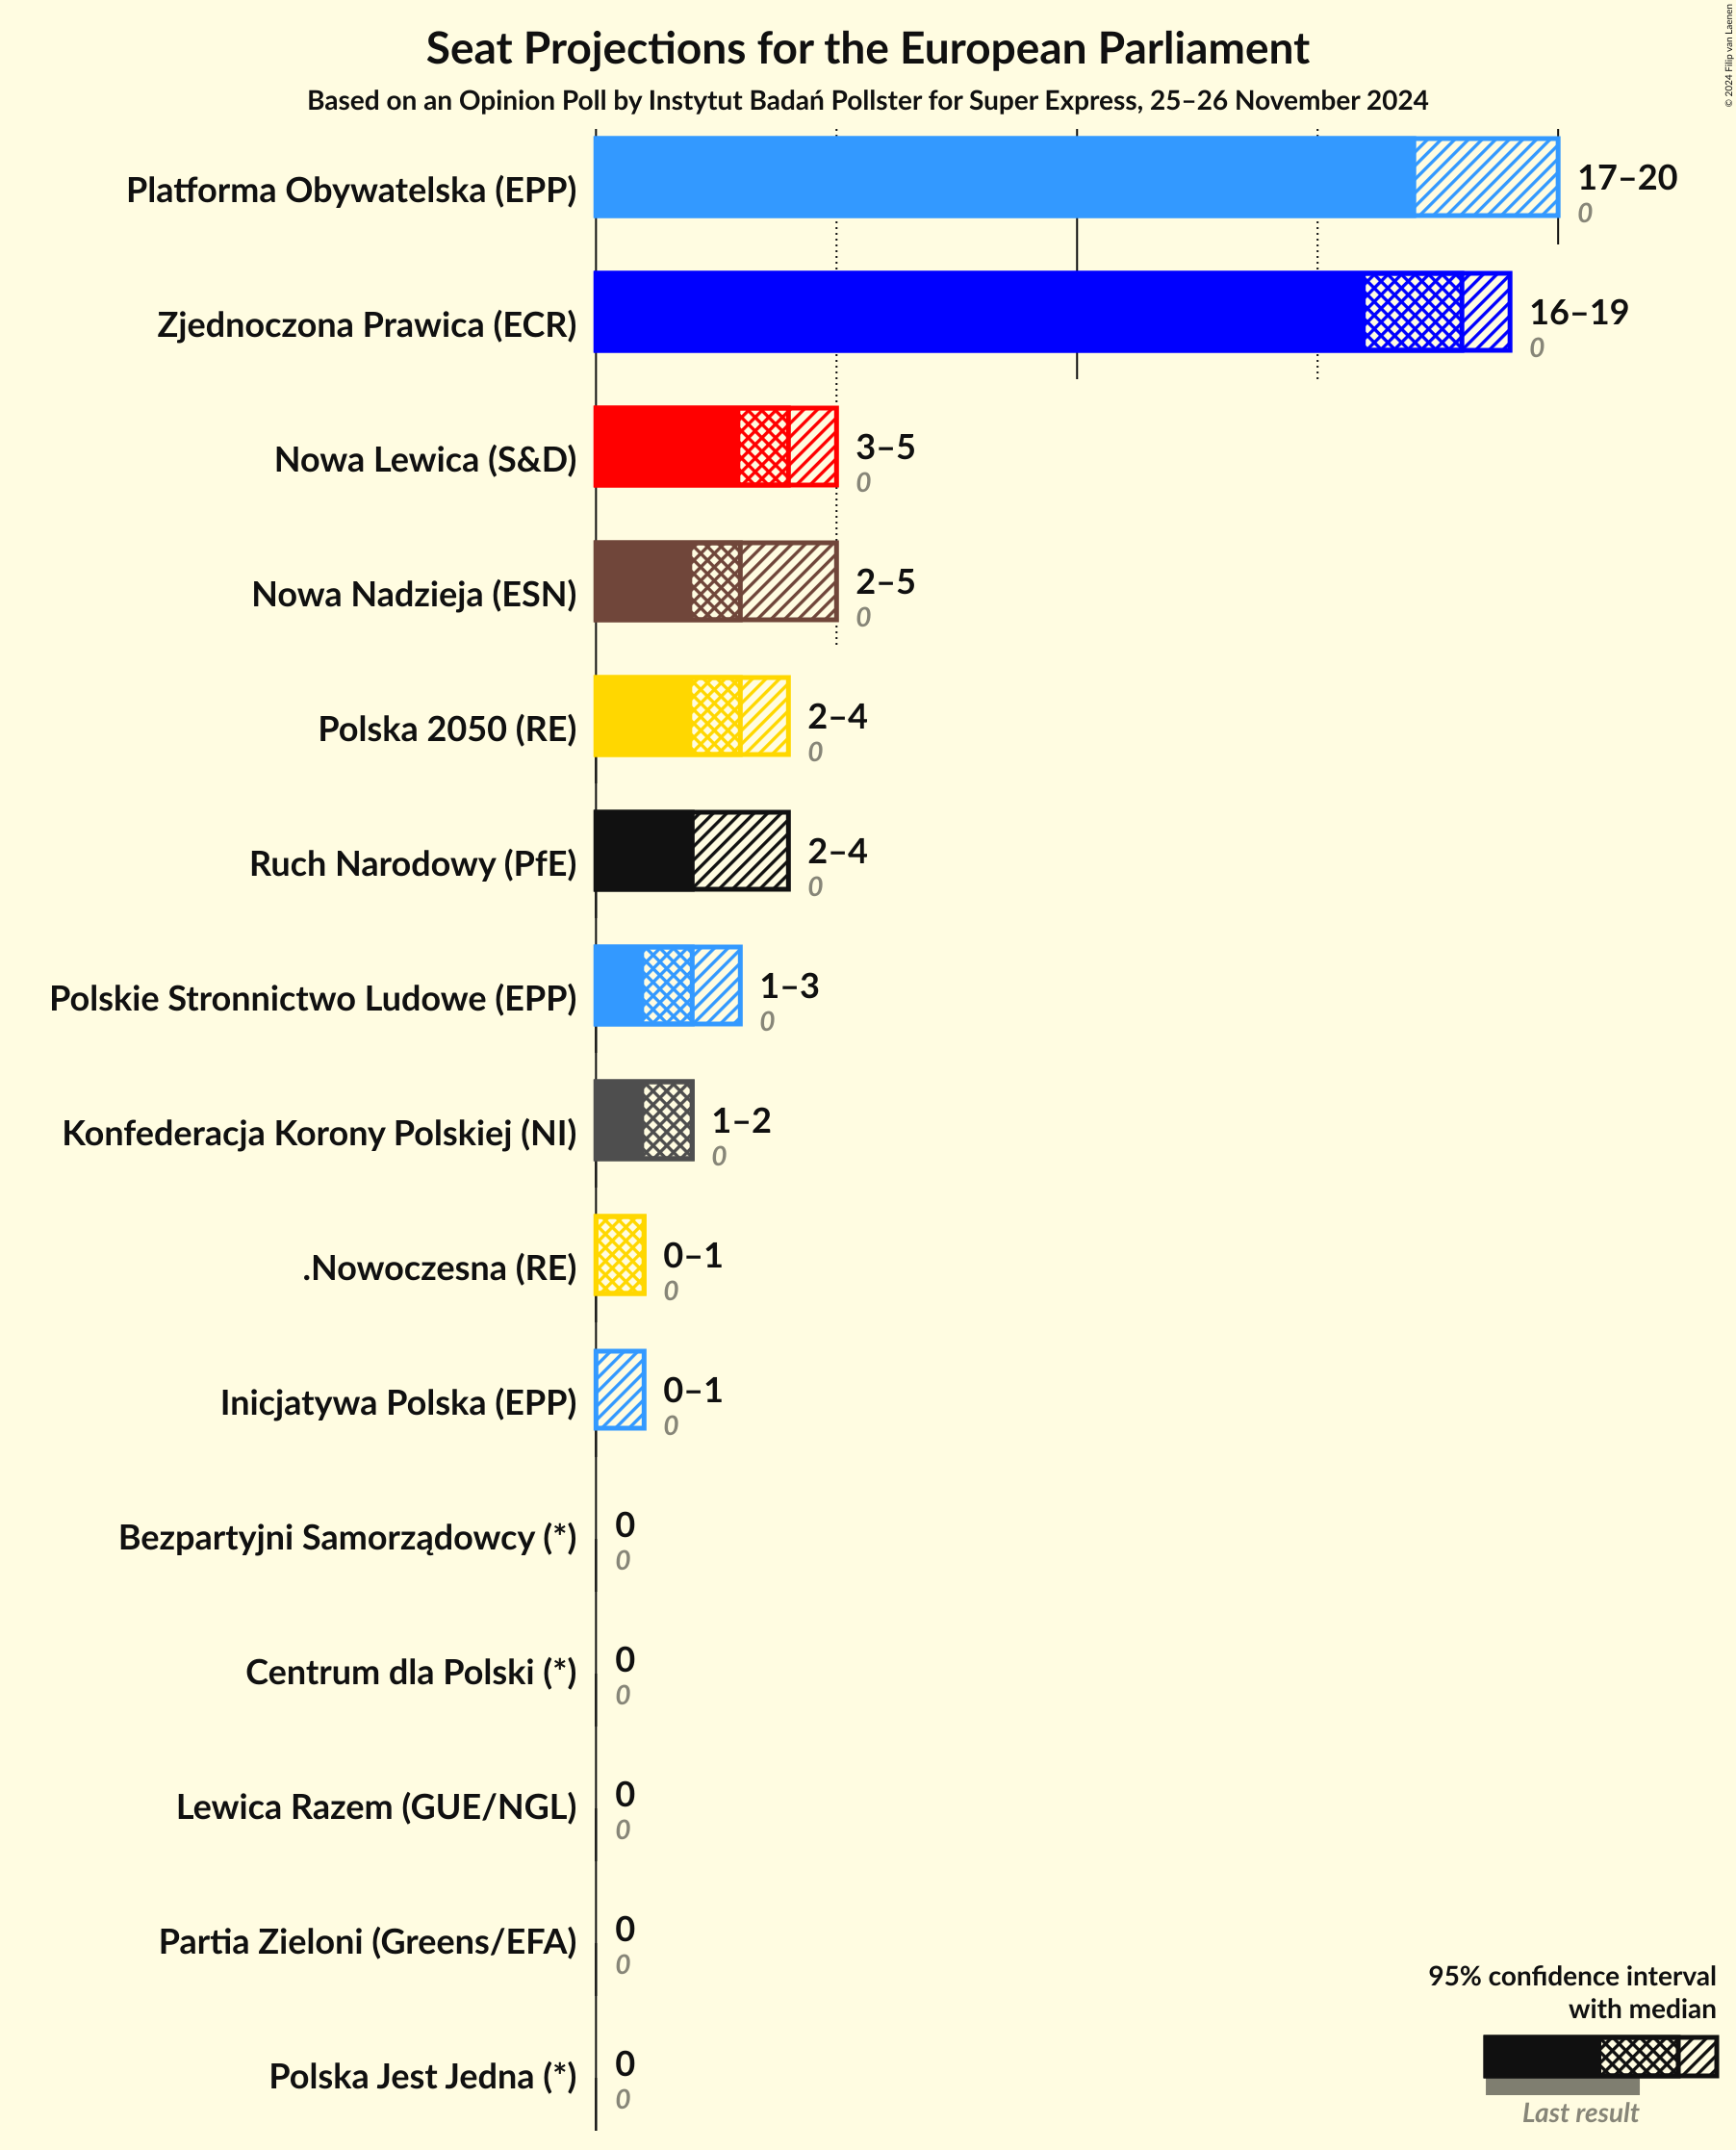 Seat Projections for the European Parliament
Based on an Opinion Poll by Instytut Badań Pollster for Super Express, 25–26 November 2024
© 2024 Filip van Laenen
Platforma Obywatelska (EPP)
17–20
0
Zjednoczona Prawica (ECR)
16–19
0
Nowa Lewica (S&D)
3–5
0
Nowa Nadzieja (ESN)
2–5
0
Polska 2050 (RE)
2–4
0
Ruch Narodowy (PfE)
2–4
0
Polskie Stronnictwo Ludowe (EPP)
1–3
0
Konfederacja Korony Polskiej (NI)
1–2
0
.Nowoczesna (RE)
0–1
0
Inicjatywa Polska (EPP)
0–1
0
Bezpartyjni Samorządowcy (*)
0
0
Centrum dla Polski (*)
0
0
Lewica Razem (GUE/NGL)
0
0
Partia Zieloni (Greens/EFA)
0
0
Polska Jest Jedna (*)
0
0
95% confidence interval
with median
Last result